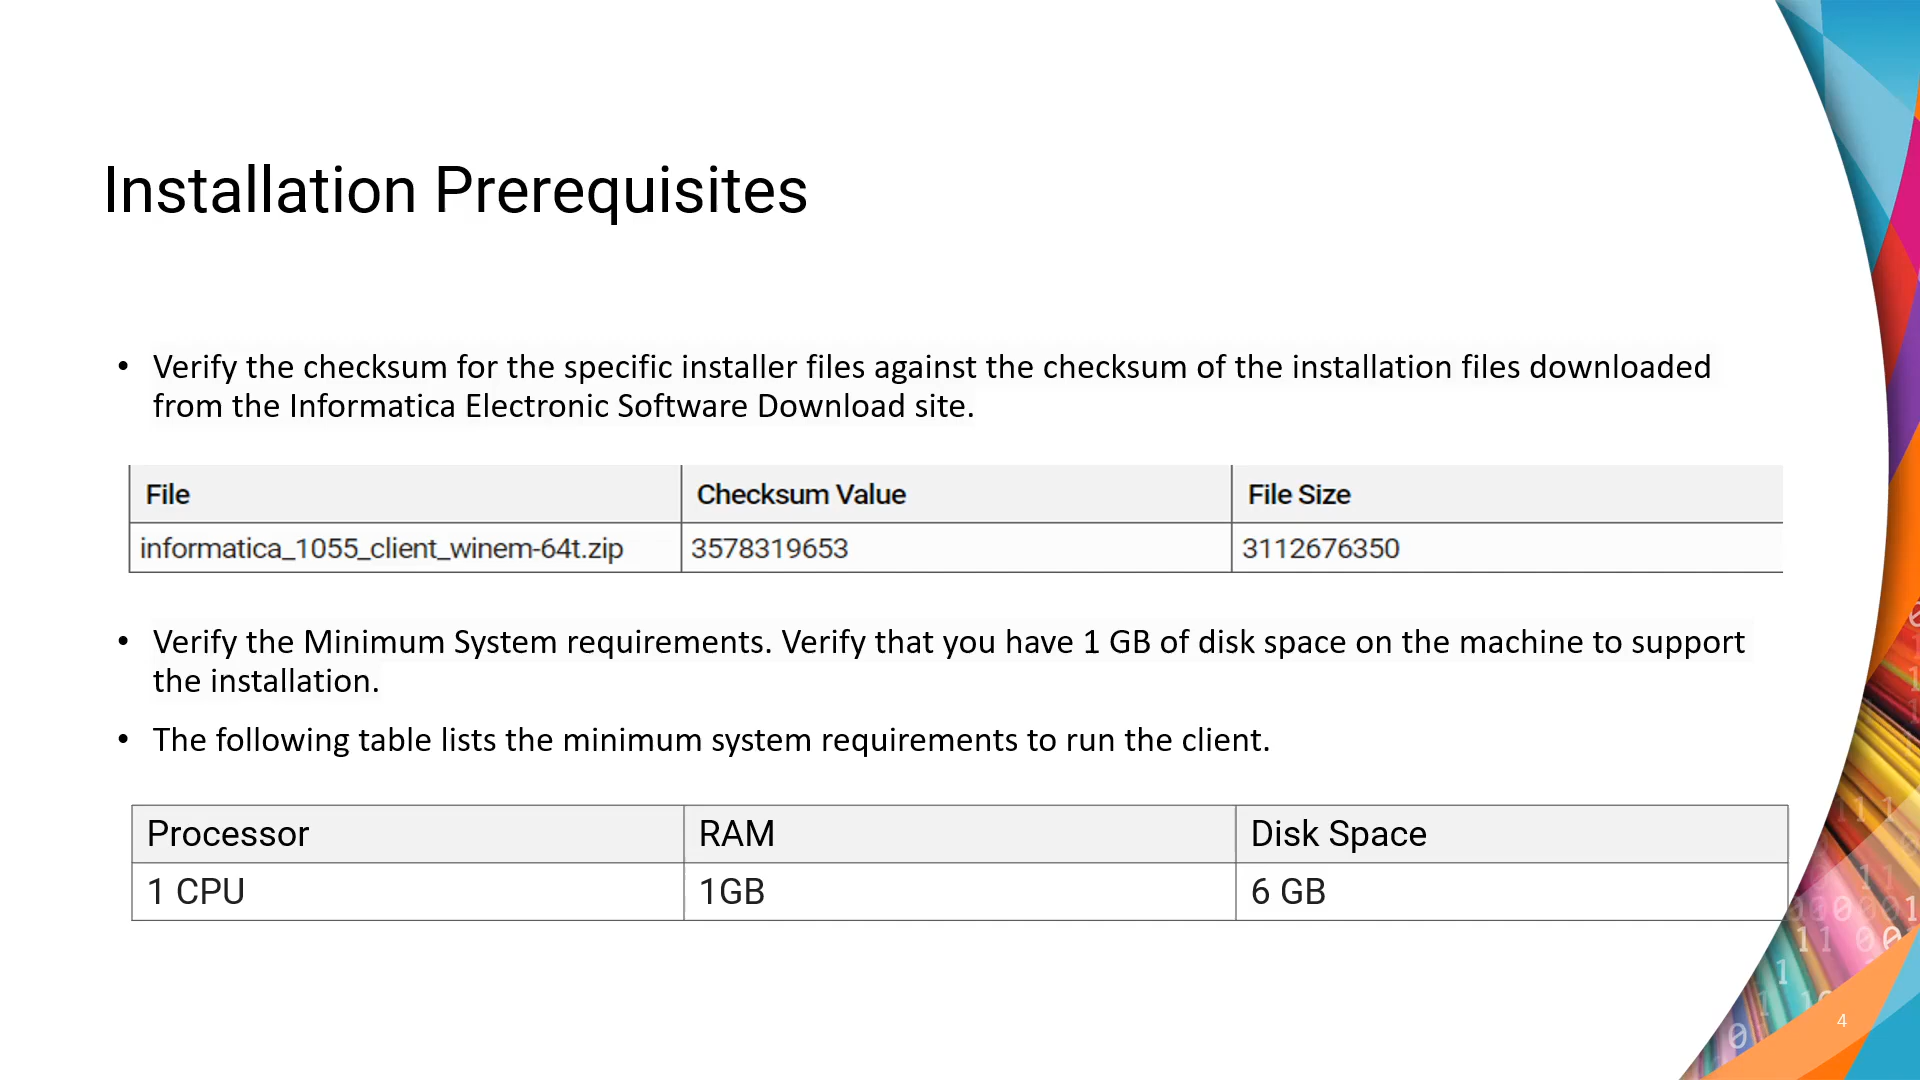 Installation Prerequisites
• Verify the checksum for the specific installer files against the checksum of the installation files downloaded
from the Informatica Electronic Software Download site.
File Checksum Value File Size
informatica_1055_client_winem-64t.zip 3578319653 3112676350
• Verify the Minimum System requirements. Verify that you have 1 GB of disk space on the machine to support
the installation.
• The following table lists the minimum system requirements to run the client.
Processor RAM Disk Space
1 CPU 1GB 6 GB
4